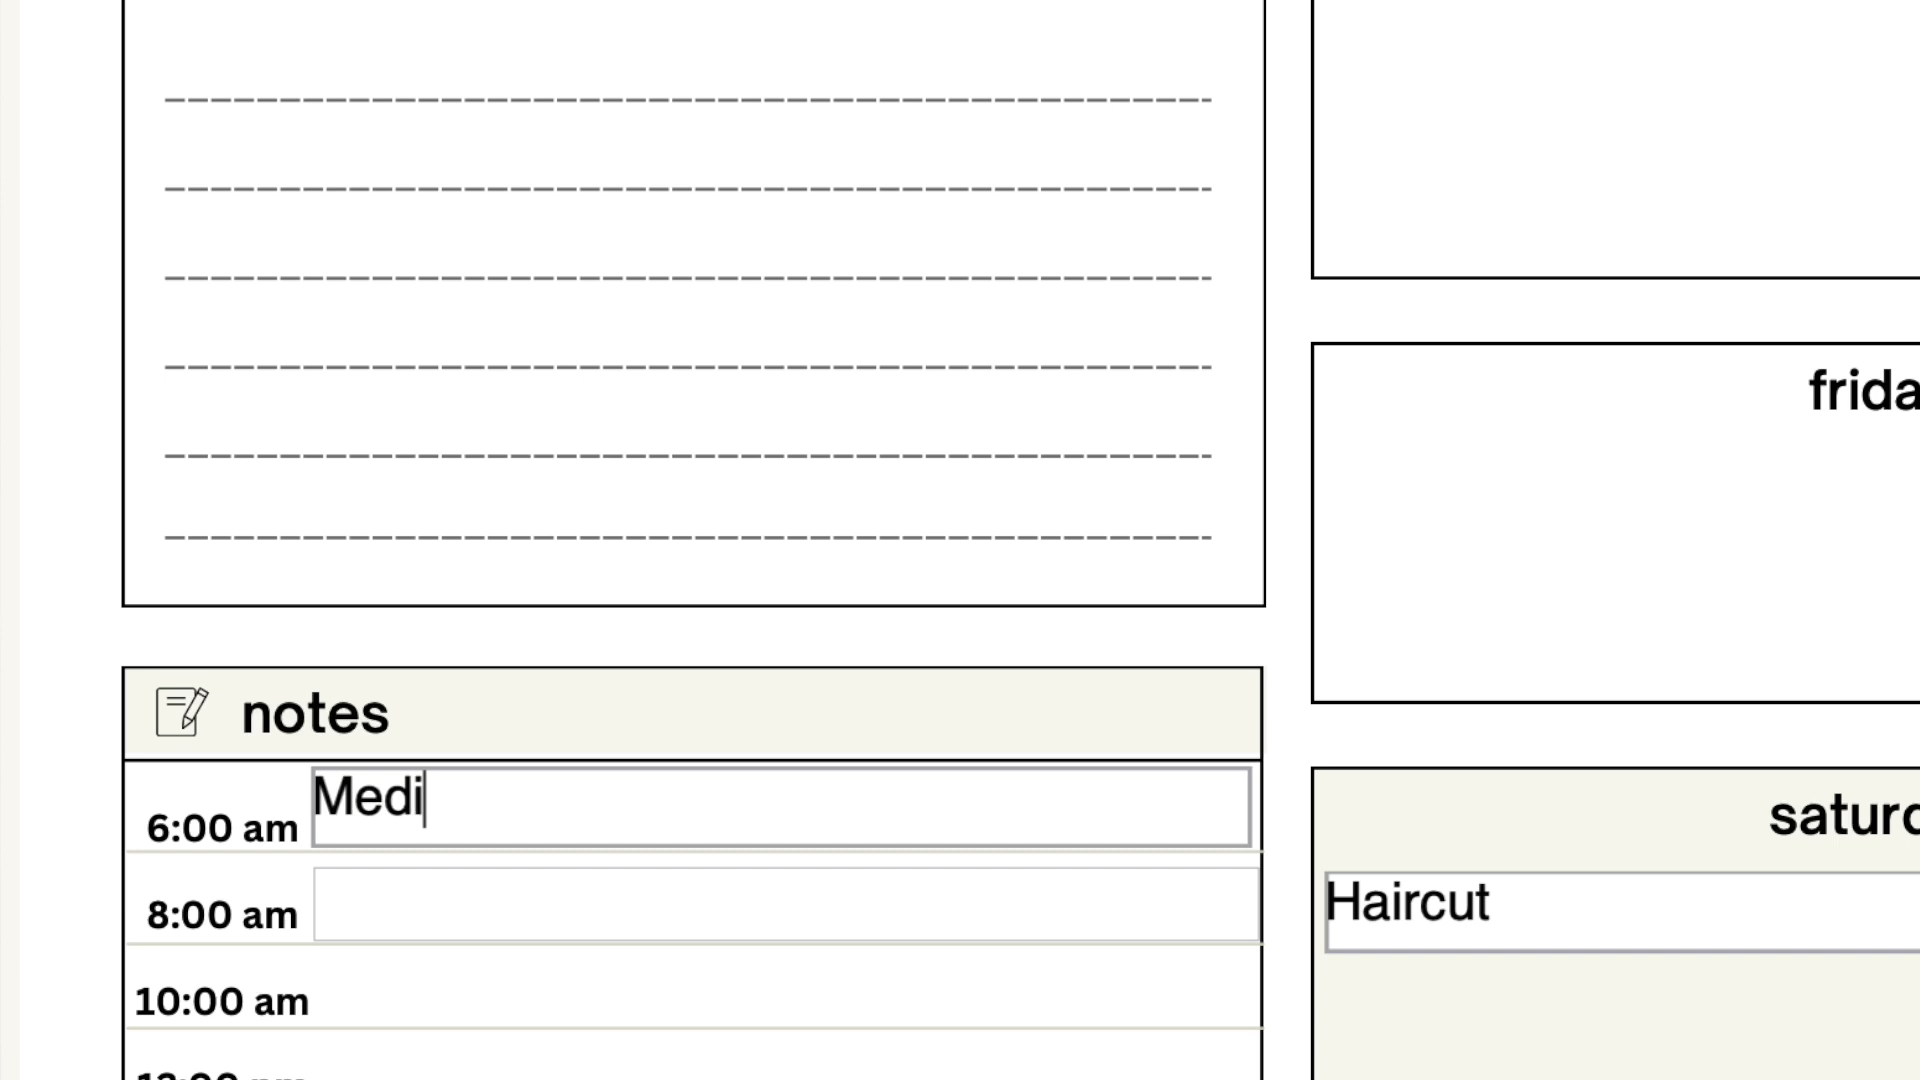 frida
notes
Medi
6:00 am
8:00 am
10:00 am
saturd
Haircut